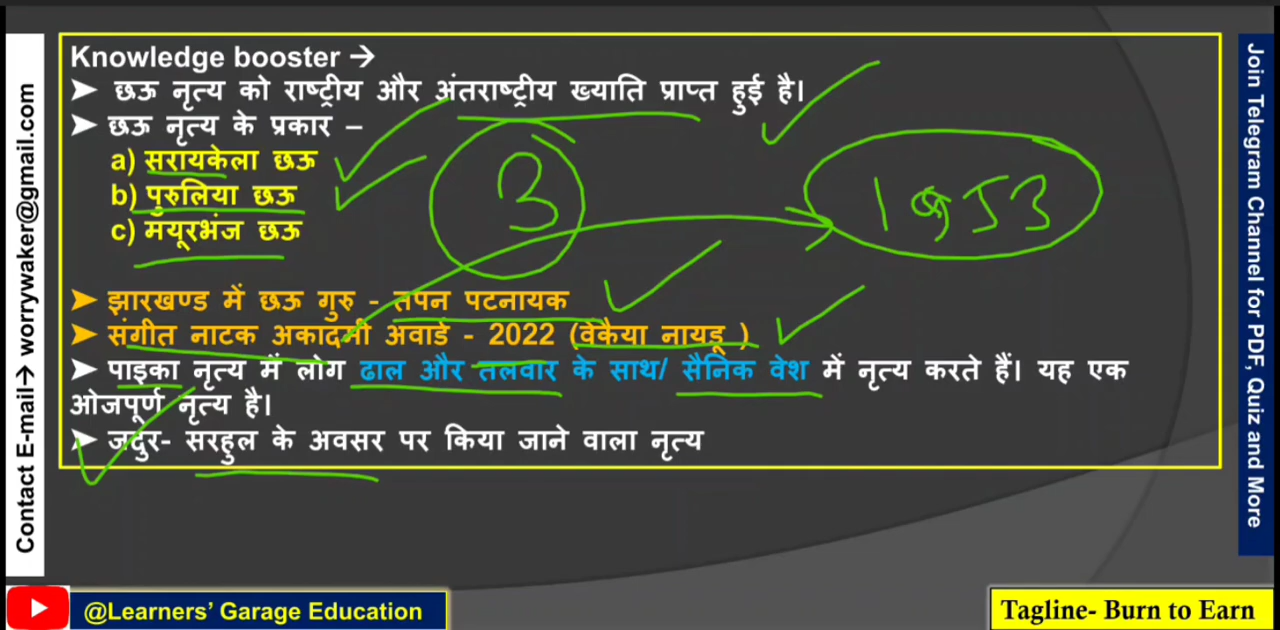 Contact E-mail→ worrywaker@gmail.com
Knowledge booster →
➤ छऊ नृत्य को राष्ट्रीय और अंतराष्ट्रीय ख्याति प्राप्त हुई है।
➤ छऊ नृत्य के प्रकार –
a) सरायकेला छऊ
b) पुरुलिया छऊ
c) मयूरभंज छऊ
3
1953
➤ झारखण्ड में छऊ गुरु - तपन पटनायक
➤ संगीत नाटक अकादमी अवार्ड - 2022 (वेंकैया नायडू )
➤ पाइका नृत्य में लोग ढाल और तलवार के साथ/ सैनिक वेश में नृत्य करते हैं। यह एक
ओजपूर्ण नृत्य है।
➤ जदुर- सरहुल के अवसर पर किया जाने वाला नृत्य
Join Telegram Channel for PDF, Quiz and More
@Learners’ Garage Education
Tagline- Burn to Earn